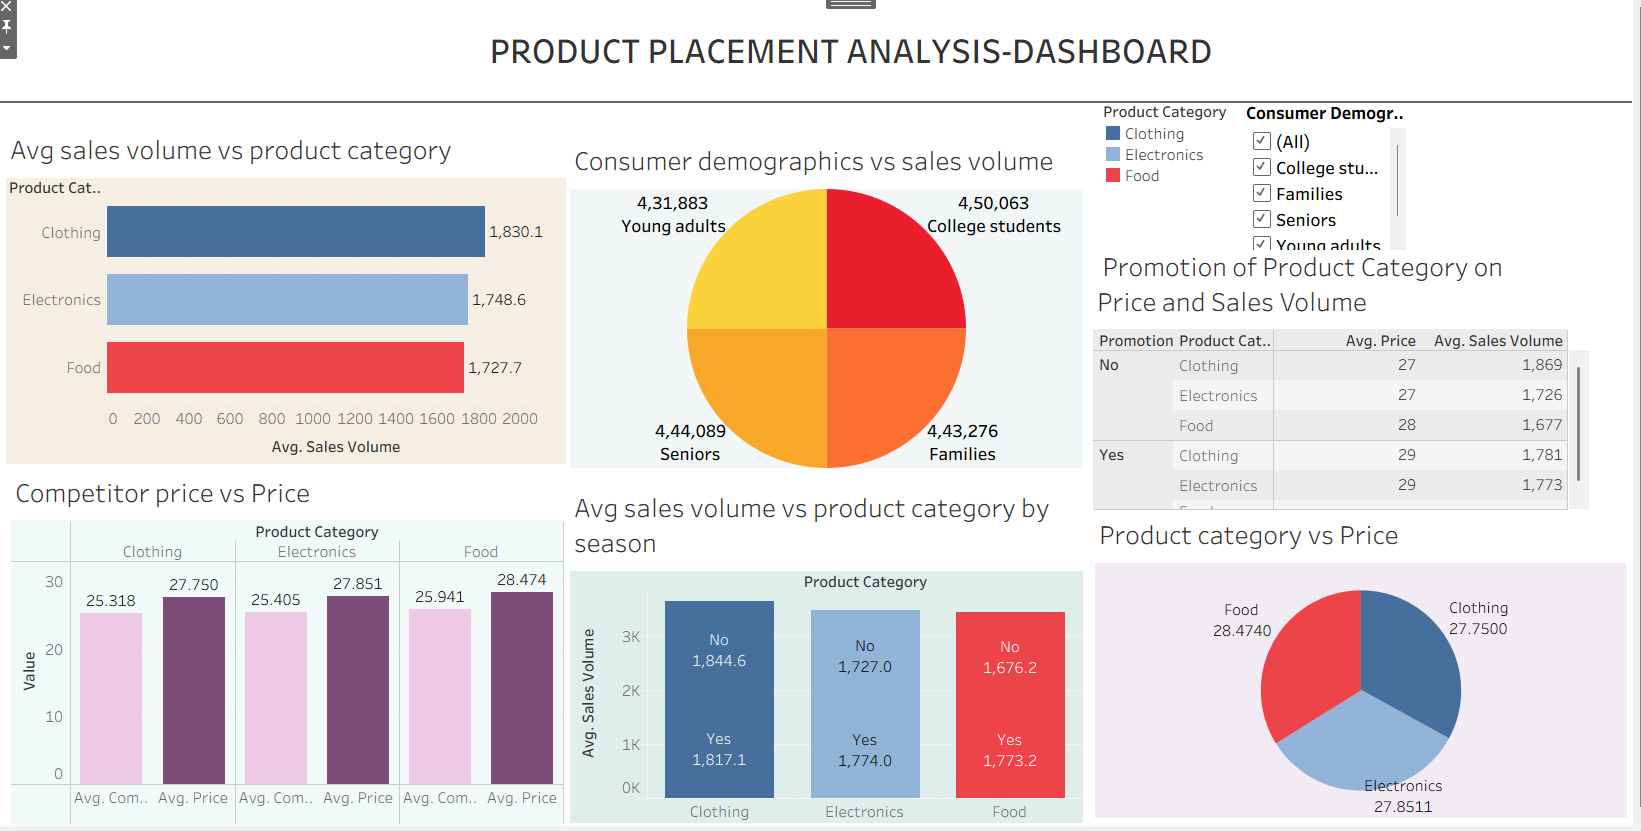 PRODUCT PLACEMENT ANALYSIS-DASHBOARD
Avg sales volume vs product category
Product Cat..
Clothing
1,830.1
Electronics
1,748.6
Food
1,727.7
0 200 400 600 800 1000 1200 1400 1600 1800 2000
Avg. Sales Volume
Consumer demographics vs sales volume
4,31,883
Young adults
4,50,063
College students
4,44,089
Seniors
4,43,276
Families
Product Category
Clothing
Electronics
Food
Consumer Demogr..
(All)
College stu...
Families
Seniors
Young adults
Promotion of Product Category on
Price and Sales Volume
Promotion Product Cat.. Avg. Price Avg. Sales Volume
No Clothing 27 1,869
Electronics 27 1,726
Food 28 1,677
Yes Clothing 29 1,781
Electronics 29 1,773
Competitor price vs Price
Product Category
Clothing Electronics Food
Value
30
20
10
0
25.318 27.750 25.405 27.851 25.941 28.474
Avg. Com.. Avg. Price Avg. Com.. Avg. Price Avg. Com.. Avg. Price
Avg sales volume vs product category by
season
Product Category
Avg. Sales Volume
3K
2K
1K
0K
No
1,844.6
Yes
1,817.1
No
1,727.0
Yes
1,774.0
No
1,676.2
Yes
1,773.2
Clothing Electronics Food
Product category vs Price
Food
28.4740
Clothing
27.7500
Electronics
27.8511